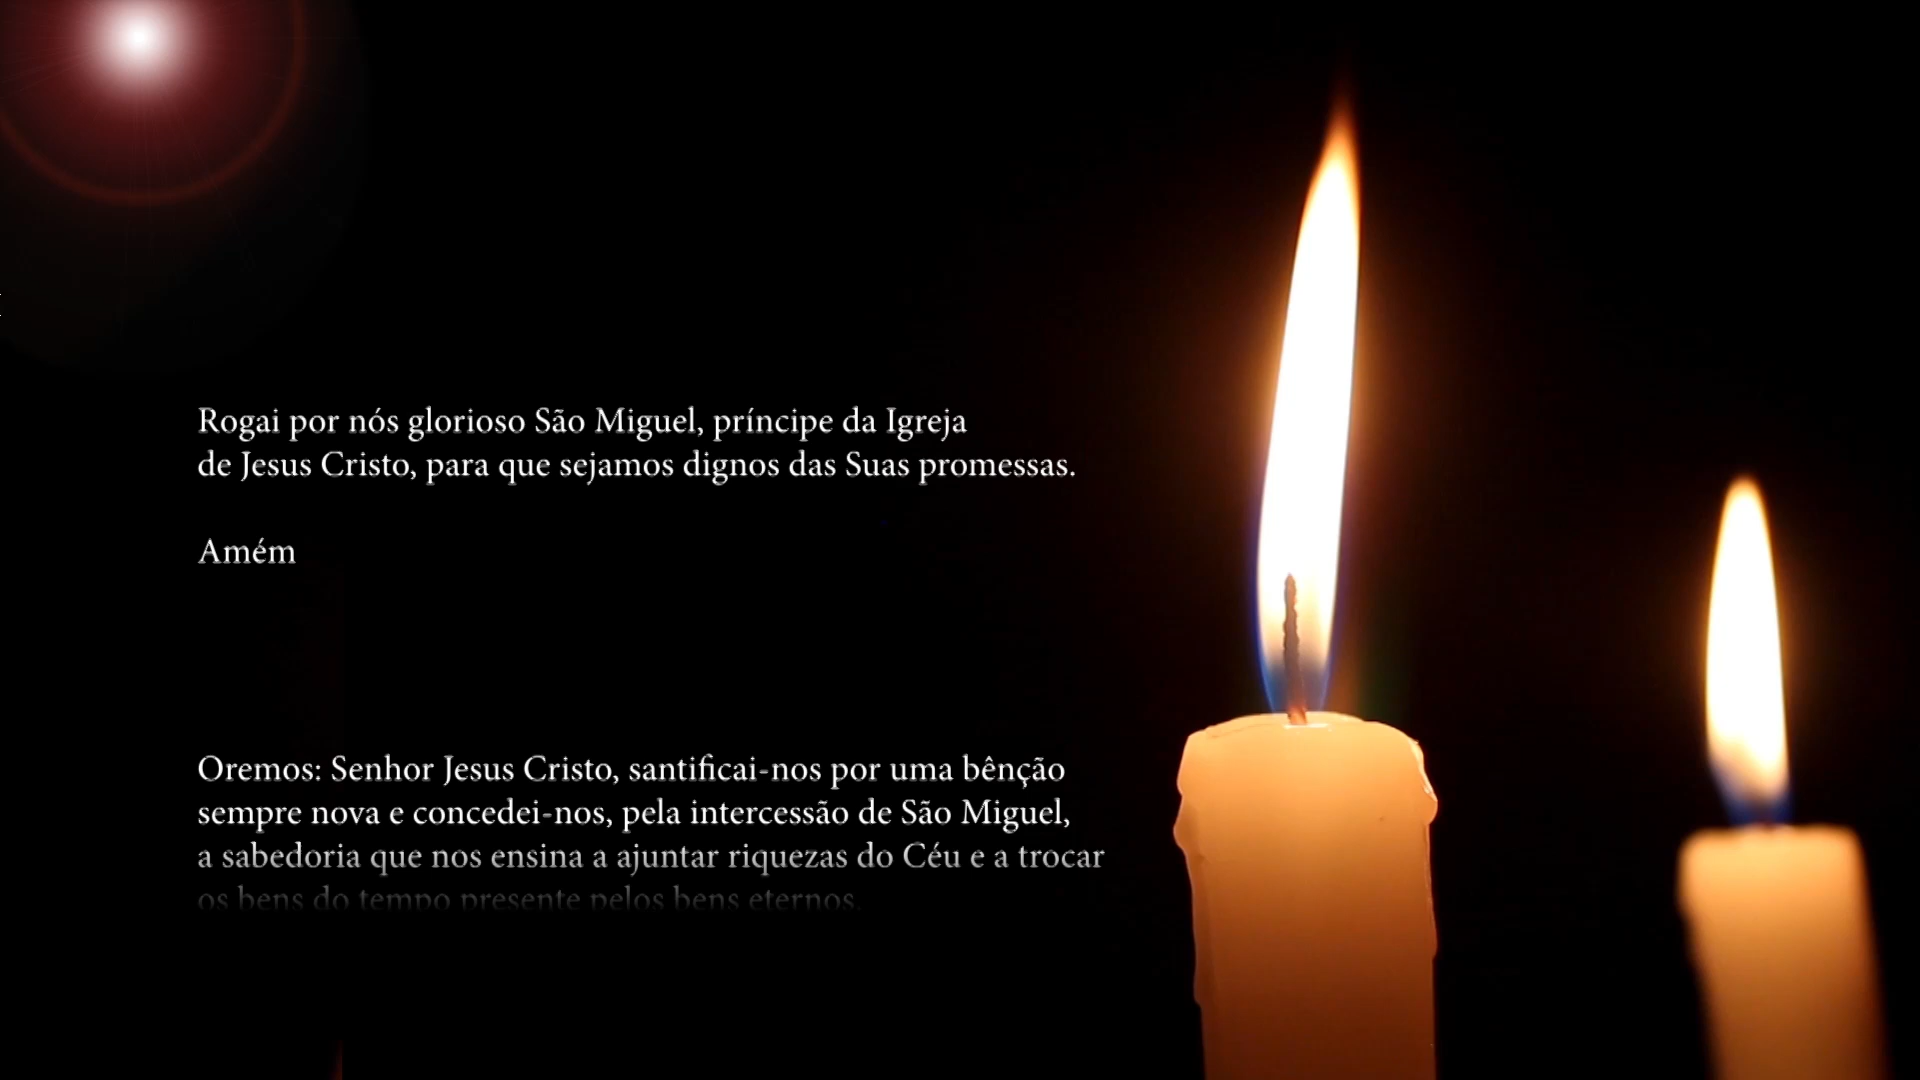 Rogai por nós glorioso São Miguel, príncipe da Igreja
de Jesus Cristo, para que sejamos dignos das Suas promessas.
Amém
Oremos: Senhor Jesus Cristo, santificai-nos por uma bênção
sempre nova e concedei-nos, pela intercessão de São Miguel,
a sabedoria que nos ensina a ajuntar riquezas do Céu e a trocar
os bens do tempo presente pelos bens eternos.